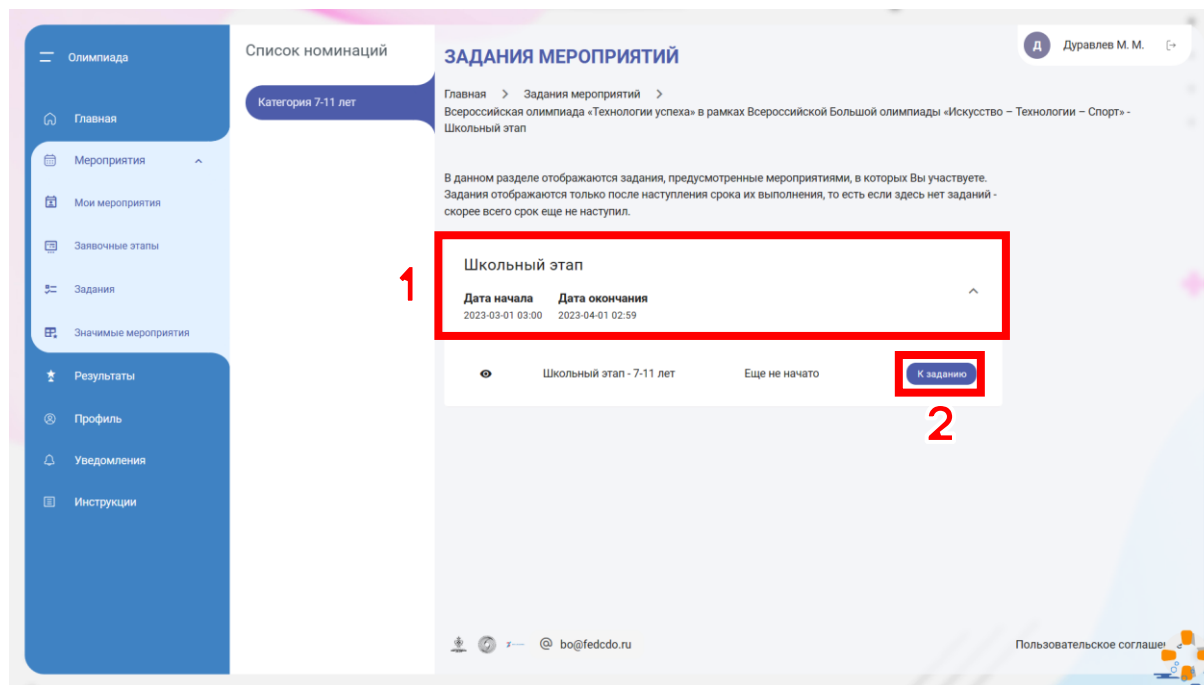 Олимпиада
Главная
Мероприятия
Мои мероприятия
Заявочные этапы
Задания
Значимые мероприятия
Результаты
Профиль
Уведомления
Инструкции
Список номинаций
Категория 7-11 лет
ЗАДАНИЯ МЕРОПРИЯТИЙ
Д Дуравлев М. М.
Главная > Задания мероприятий >
Всероссийская олимпиада «Технологии успеха» в рамках Всероссийской Большой олимпиады «Искусство – Технологии – Спорт» -
Школьный этап
В данном разделе отображаются задания, предусмотренные мероприятиями, в которых Вы участвуете.
Задания отображаются только после наступления срока их выполнения, то есть если здесь нет заданий -
скорее всего срок еще не наступил.
1
Школьный этап
Дата начала Дата окончания
2023-03-01 03:00 2023-04-01 02:59
Школьный этап - 7-11 лет Еще не начато К заданию
2
@ bo@fedcdo.ru
Пользовательское